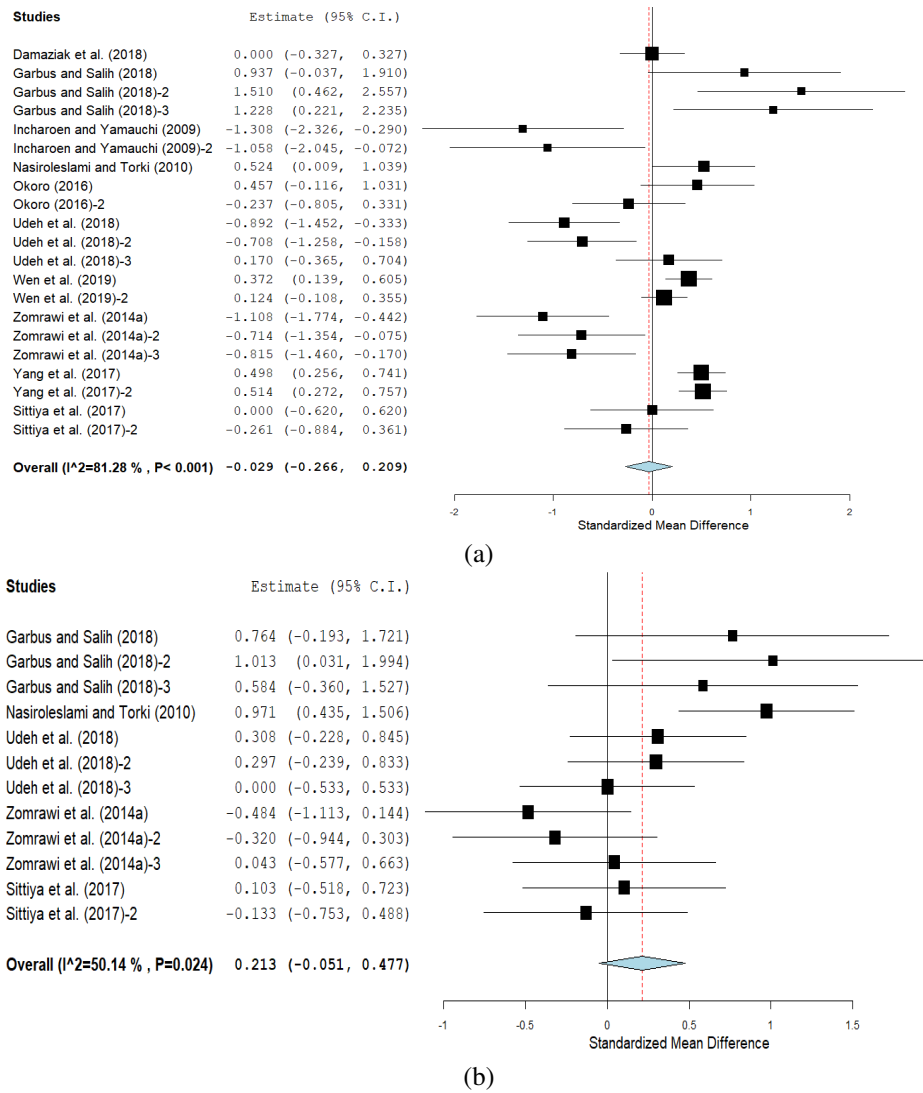 Studies Estimate (95% C.I.)
Damaziak et al. (2018) 0.000 (-0.327, 0.327)
Garbus and Salih (2018) 0.937 (-0.037, 1.910)
Garbus and Salih (2018)-2 1.510 (0.462, 2.557)
Garbus and Salih (2018)-3 1.228 (0.221, 2.235)
Incharoen and Yamauchi (2009) -1.308 (-2.326, -0.290)
Incharoen and Yamauchi (2009)-2 -1.058 (-2.045, -0.072)
Nasiroleslami and Torki (2010) 0.524 (0.009, 1.039)
Okoro (2016) 0.457 (-0.116, 1.031)
Okoro (2016)-2 -0.237 (-0.805, 0.331)
Udeh et al. (2018) -0.892 (-1.452, -0.333)
Udeh et al. (2018)-2 -0.708 (-1.258, -0.158)
Udeh et al. (2018)-3 0.170 (-0.365, 0.704)
Wen et al. (2019) 0.372 (0.139, 0.605)
Wen et al. (2019)-2 0.124 (-0.108, 0.355)
Zomrawi et al. (2014a) -1.108 (-1.774, -0.442)
Zomrawi et al. (2014a)-2 -0.714 (-1.354, -0.075)
Zomrawi et al. (2014a)-3 -0.815 (-1.460, -0.170)
Yang et al. (2017) 0.498 (0.256, 0.741)
Yang et al. (2017)-2 0.514 (0.272, 0.757)
Sittiya et al. (2017) 0.000 (-0.620, 0.620)
Sittiya et al. (2017)-2 -0.261 (-0.884, 0.361)
Overall (I^2=81.28 % , P< 0.001) -0.029 (-0.266, 0.209)
-2 -1 0 1 2
Standardized Mean Difference
(a)
Studies Estimate (95% C.I.)
Garbus and Salih (2018) 0.764 (-0.193, 1.721)
Garbus and Salih (2018)-2 1.013 (0.031, 1.994)
Garbus and Salih (2018)-3 0.584 (-0.360, 1.527)
Nasiroleslami and Torki (2010) 0.971 (0.435, 1.506)
Udeh et al. (2018) 0.308 (-0.228, 0.845)
Udeh et al. (2018)-2 0.297 (-0.239, 0.833)
Udeh et al. (2018)-3 0.000 (-0.533, 0.533)
Zomrawi et al. (2014a) -0.484 (-1.113, 0.144)
Zomrawi et al. (2014a)-2 -0.320 (-0.944, 0.303)
Zomrawi et al. (2014a)-3 0.043 (-0.577, 0.663)
Sittiya et al. (2017) 0.103 (-0.518, 0.723)
Sittiya et al. (2017)-2 -0.133 (-0.753, 0.488)
Overall (I^2=50.14 % , P=0.024) 0.213 (-0.051, 0.477)
-1 -0.5 0 0.5 1 1.5
Standardized Mean Difference
(b)